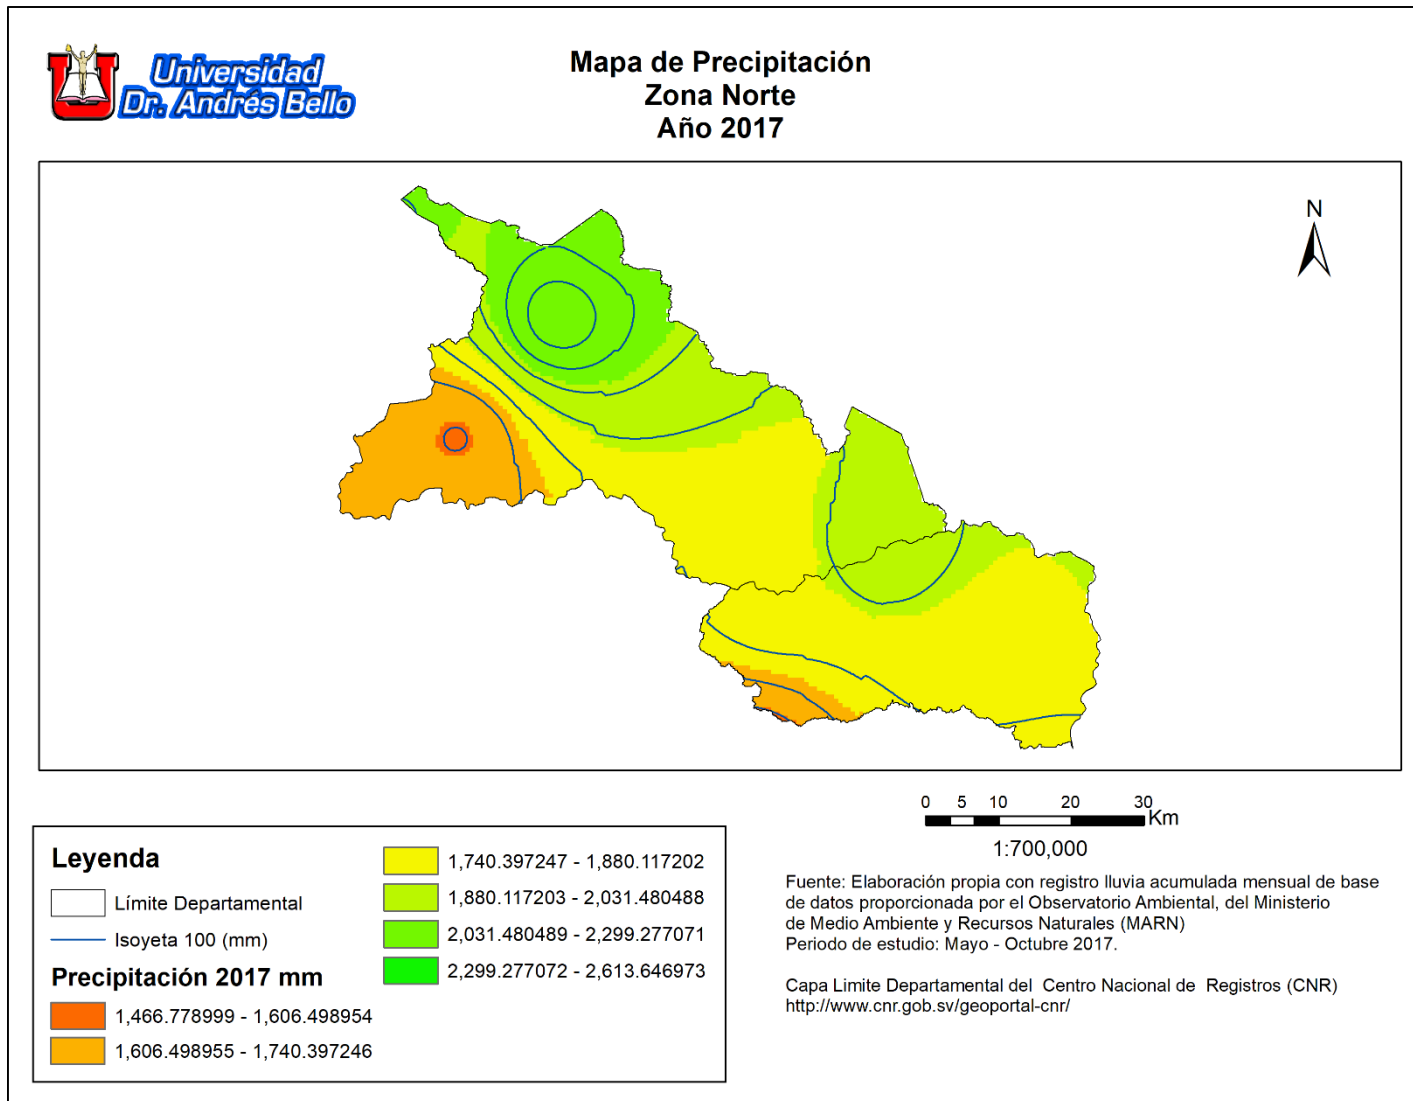 Universidad
Dr. Andrés Bello
Mapa de Precipitación
Zona Norte
Año 2017
N
0 5 10 20 30
Km
1:700,000
Leyenda
Límite Departamental
Isoyeta 100 (mm)
Precipitación 2017 mm
1,466.778999 - 1,606.498954
1,606.498955 - 1,740.397246
1,740.397247 - 1,880.117202
1,880.117203 - 2,031.480488
2,031.480489 - 2,299.277071
2,299.277072 - 2,613.646973
Fuente: Elaboración propia con registro lluvia acumulada mensual de base
de datos proporcionada por el Observatorio Ambiental, del Ministerio
de Medio Ambiente y Recursos Naturales (MARN)
Periodo de estudio: Mayo - Octubre 2017.
Capa Limite Departamental del Centro Nacional de Registros (CNR)
http://www.cnr.gob.sv/geoportal-cnr/